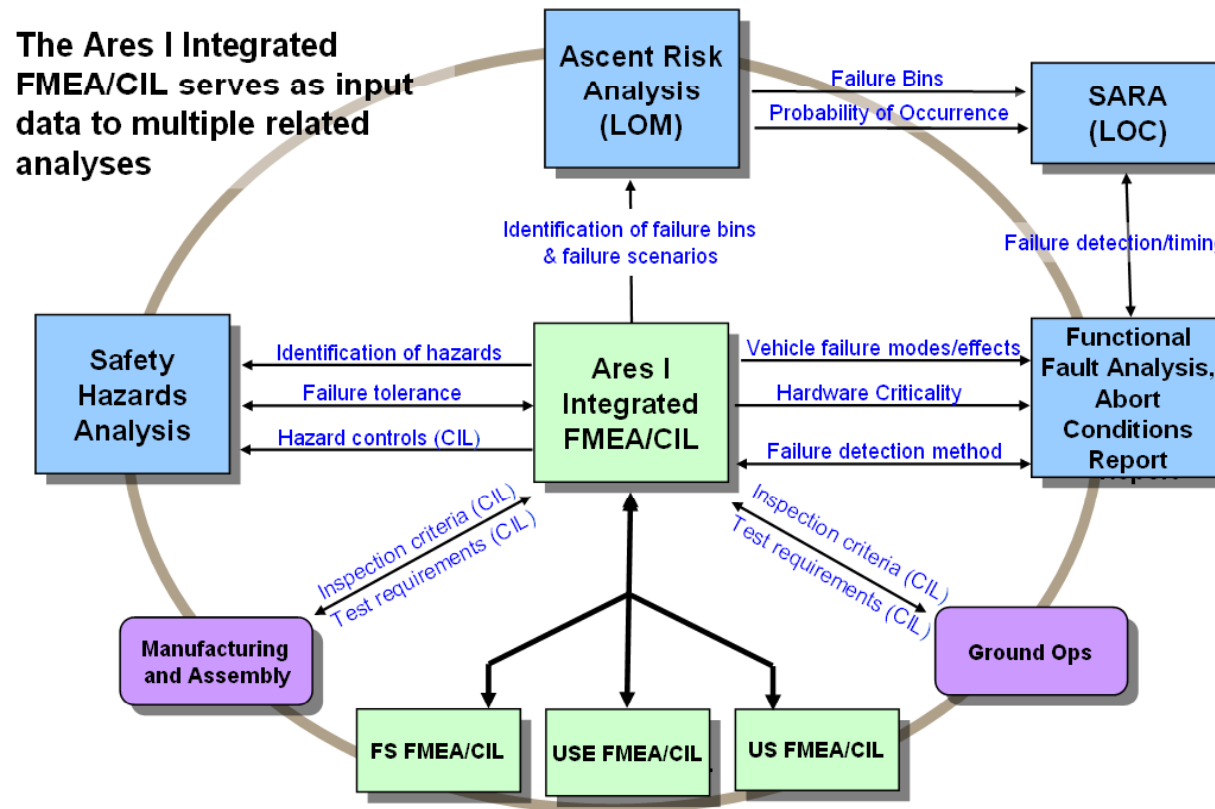 The Ares I Integrated
FMEA/CIL serves as input
data to multiple related
analyses
Ascent Risk
Analysis
(LOM)
Failure Bins
Probability of Occurrence
SARA
(LOC)
Identification of failure bins
& failure scenarios
Failure detection/timing
Safety
Hazards
Analysis
Identification of hazards
Failure tolerance
Hazard controls (CIL)
Ares I
Integrated
FMEA/CIL
Vehicle failure modes/effects
Hardware Criticality
Failure detection method
Functional
Fault Analysis,
Abort
Conditions
Report
Inspection criteria (CIL)
Test requirements (CIL)
Inspection criteria (CIL)
Test requirements (CIL)
Manufacturing
and Assembly
Ground Ops
FS FMEA/CIL
USE FMEA/CIL
US FMEA/CIL